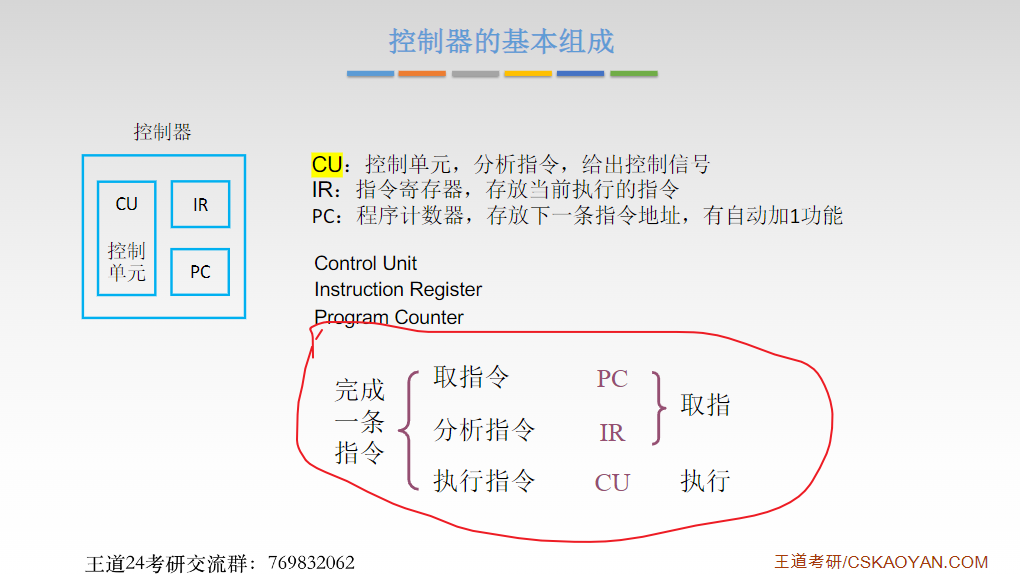 控制器的基本组成
控制器
CU
控制
单元
IR
PC
CU：控制单元，分析指令，给出控制信号
IR：指令寄存器，存放当前执行的指令
PC：程序计数器，存放下一条指令地址，有自动加1功能
Control Unit
Instruction Register
Program Counter
完成
一条
指令
取指令 PC
分析指令 IR
取指
执行指令 CU 执行
王道24考研交流群：769832062
王道考研/CSKAOYAN.COM